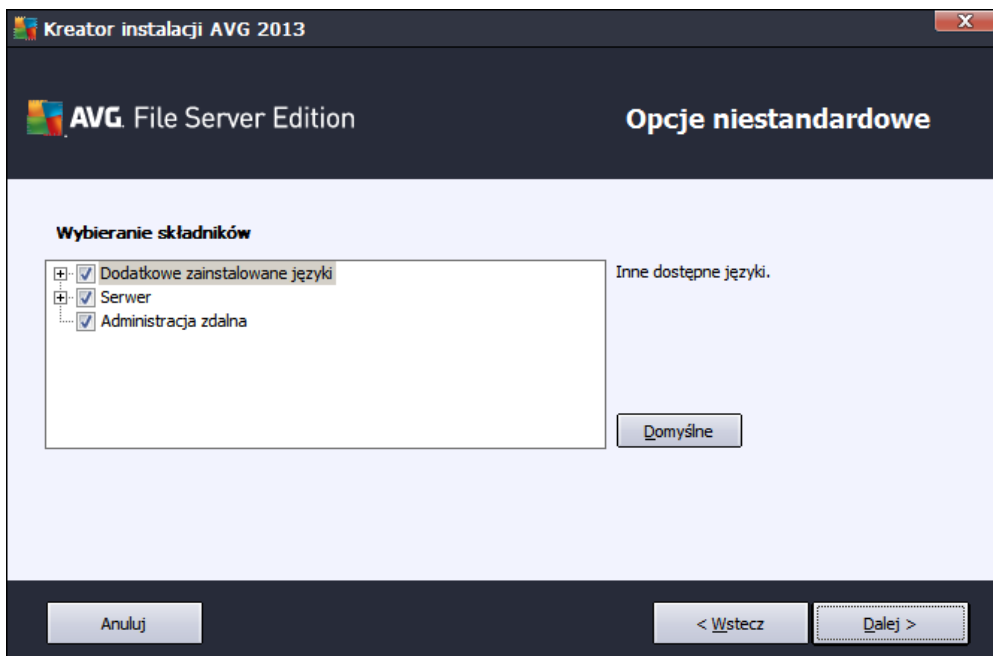 Kreator instalacji AVG 2013
X
AVG. File Server Edition
Opcje niestandardowe
Wybieranie składników
Dodatkowe zainstalowane języki
Inne dostępne języki.
Serwer
Administracja zdalna
Domyślne
Anuluj
< Wstecz
Dalej >